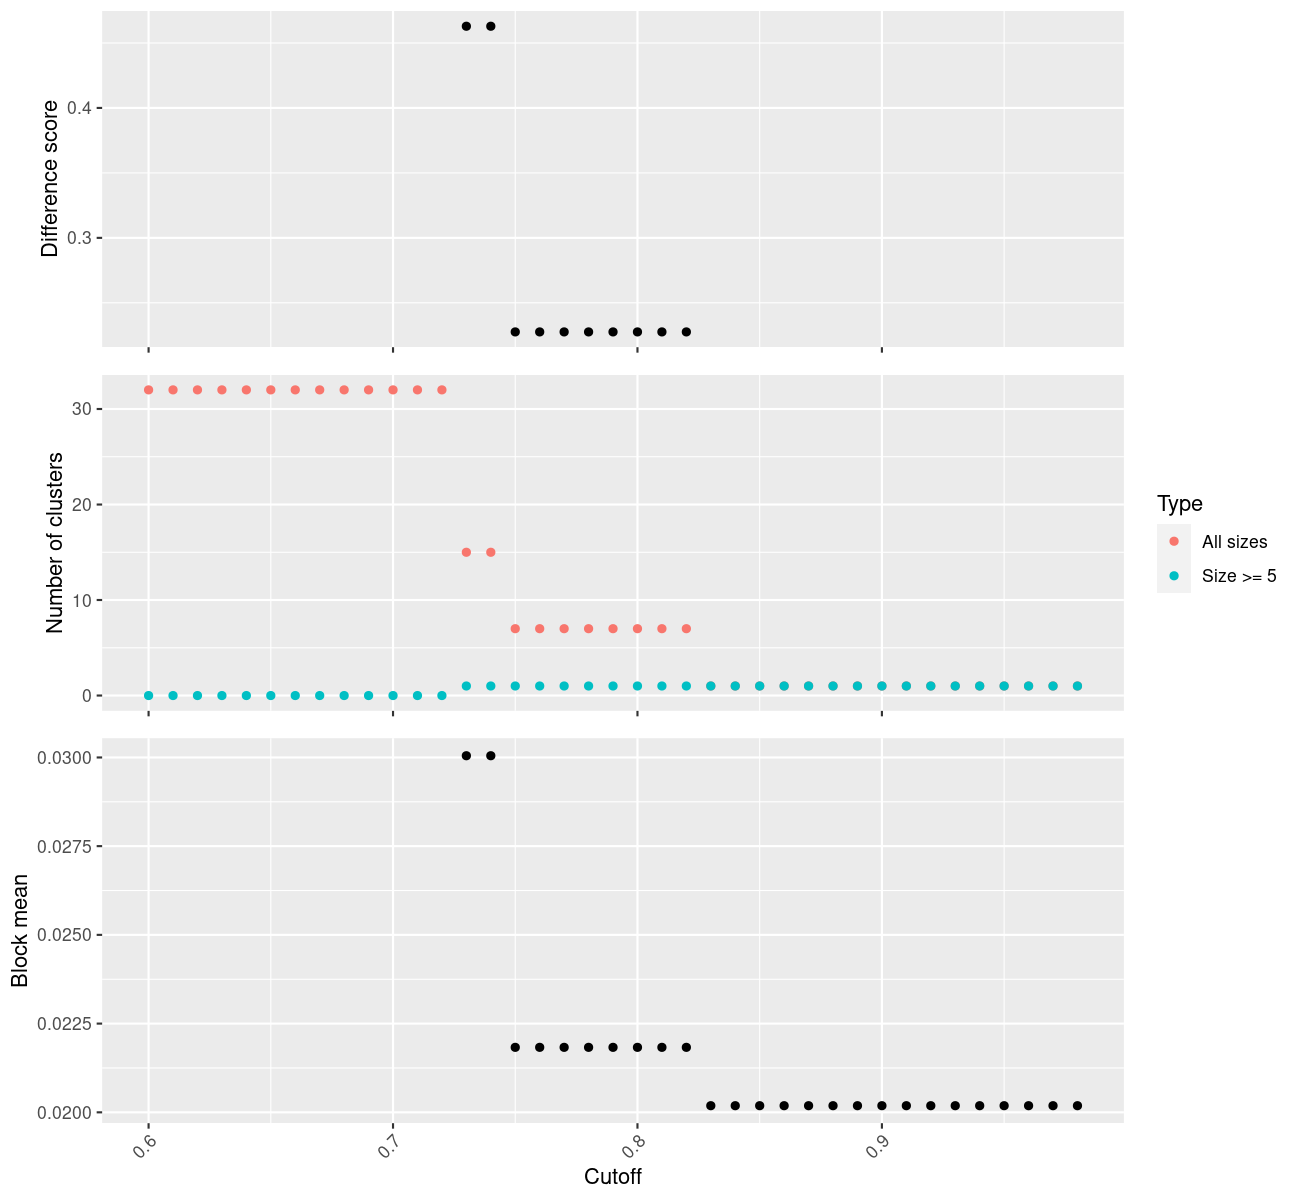 Difference score
0.4
0.3
Number of clusters
30
20
10
0
Type
All sizes
Size >= 5
Block mean
0.0300
0.0275
0.0250
0.0225
0.0200
0.6
0.7
0.8
0.9
Cutoff